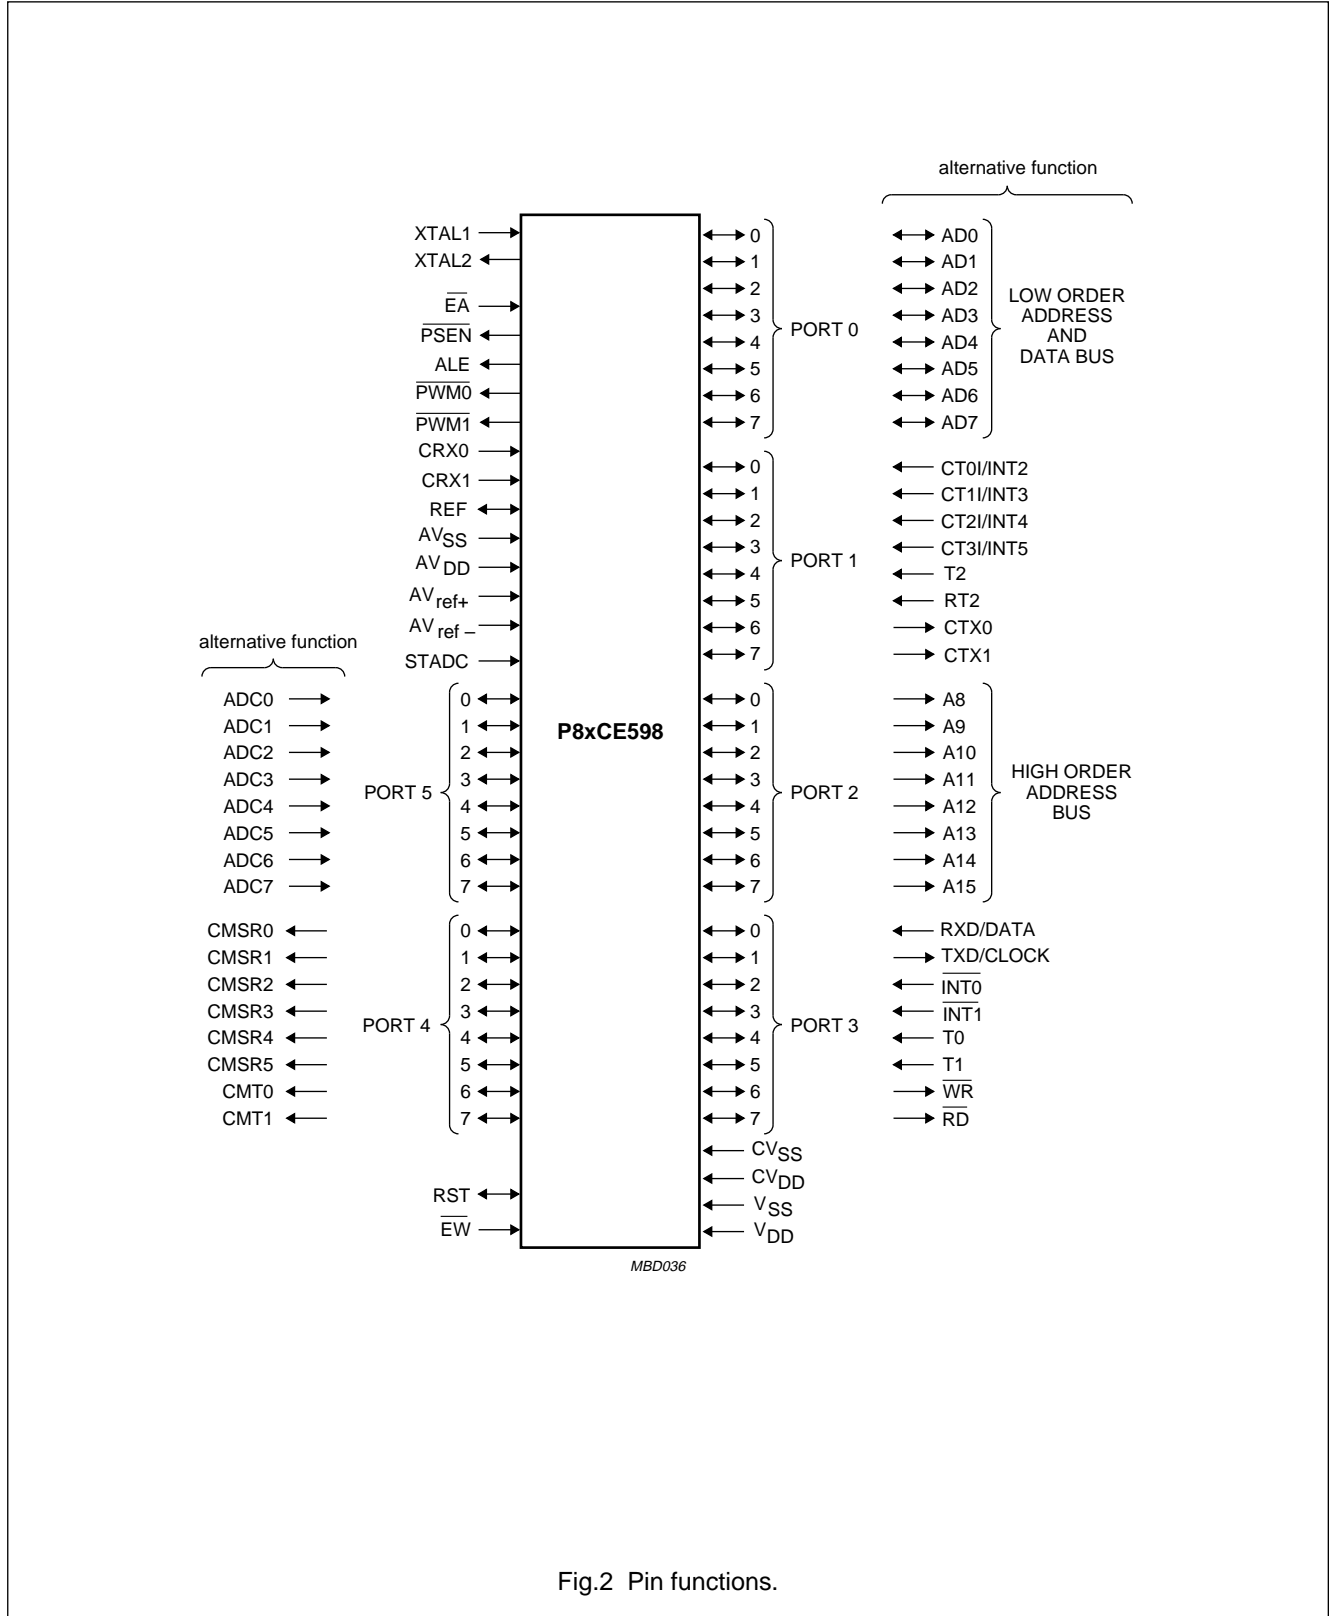 alternative function
XTAL1
XTAL2
EA
PSEN
ALE
PWM0
PWM1
CRX0
CRX1
REF
AVSS
AVDD
AVref+
AVref –
STADC
alternative function
ADC0
ADC1
ADC2
ADC3
ADC4
ADC5
ADC6
ADC7
PORT 5
0
1
2
3
4
5
6
7
CMSR0
CMSR1
CMSR2
CMSR3
CMSR4
CMSR5
CMT0
CMT1
PORT 4
0
1
2
3
4
5
6
7
RST
EW
P8xCE598
0
1
2
3
4
5
6
7
PORT 0
AD0
AD1
AD2
AD3
AD4
AD5
AD6
AD7
LOW ORDER
ADDRESS
AND
DATA BUS
0
1
2
3
4
5
6
7
PORT 1
CT0I/INT2
CT1I/INT3
CT2I/INT4
CT3I/INT5
T2
RT2
CTX0
CTX1
0
1
2
3
4
5
6
7
PORT 2
A8
A9
A10
A11
A12
A13
A14
A15
HIGH ORDER
ADDRESS
BUS
0
1
2
3
4
5
6
7
PORT 3
RXD/DATA
TXD/CLOCK
INT0
INT1
T0
T1
WR
RD
CVSS
CVDD
VSS
VDD
MBD036
Fig.2 Pin functions.